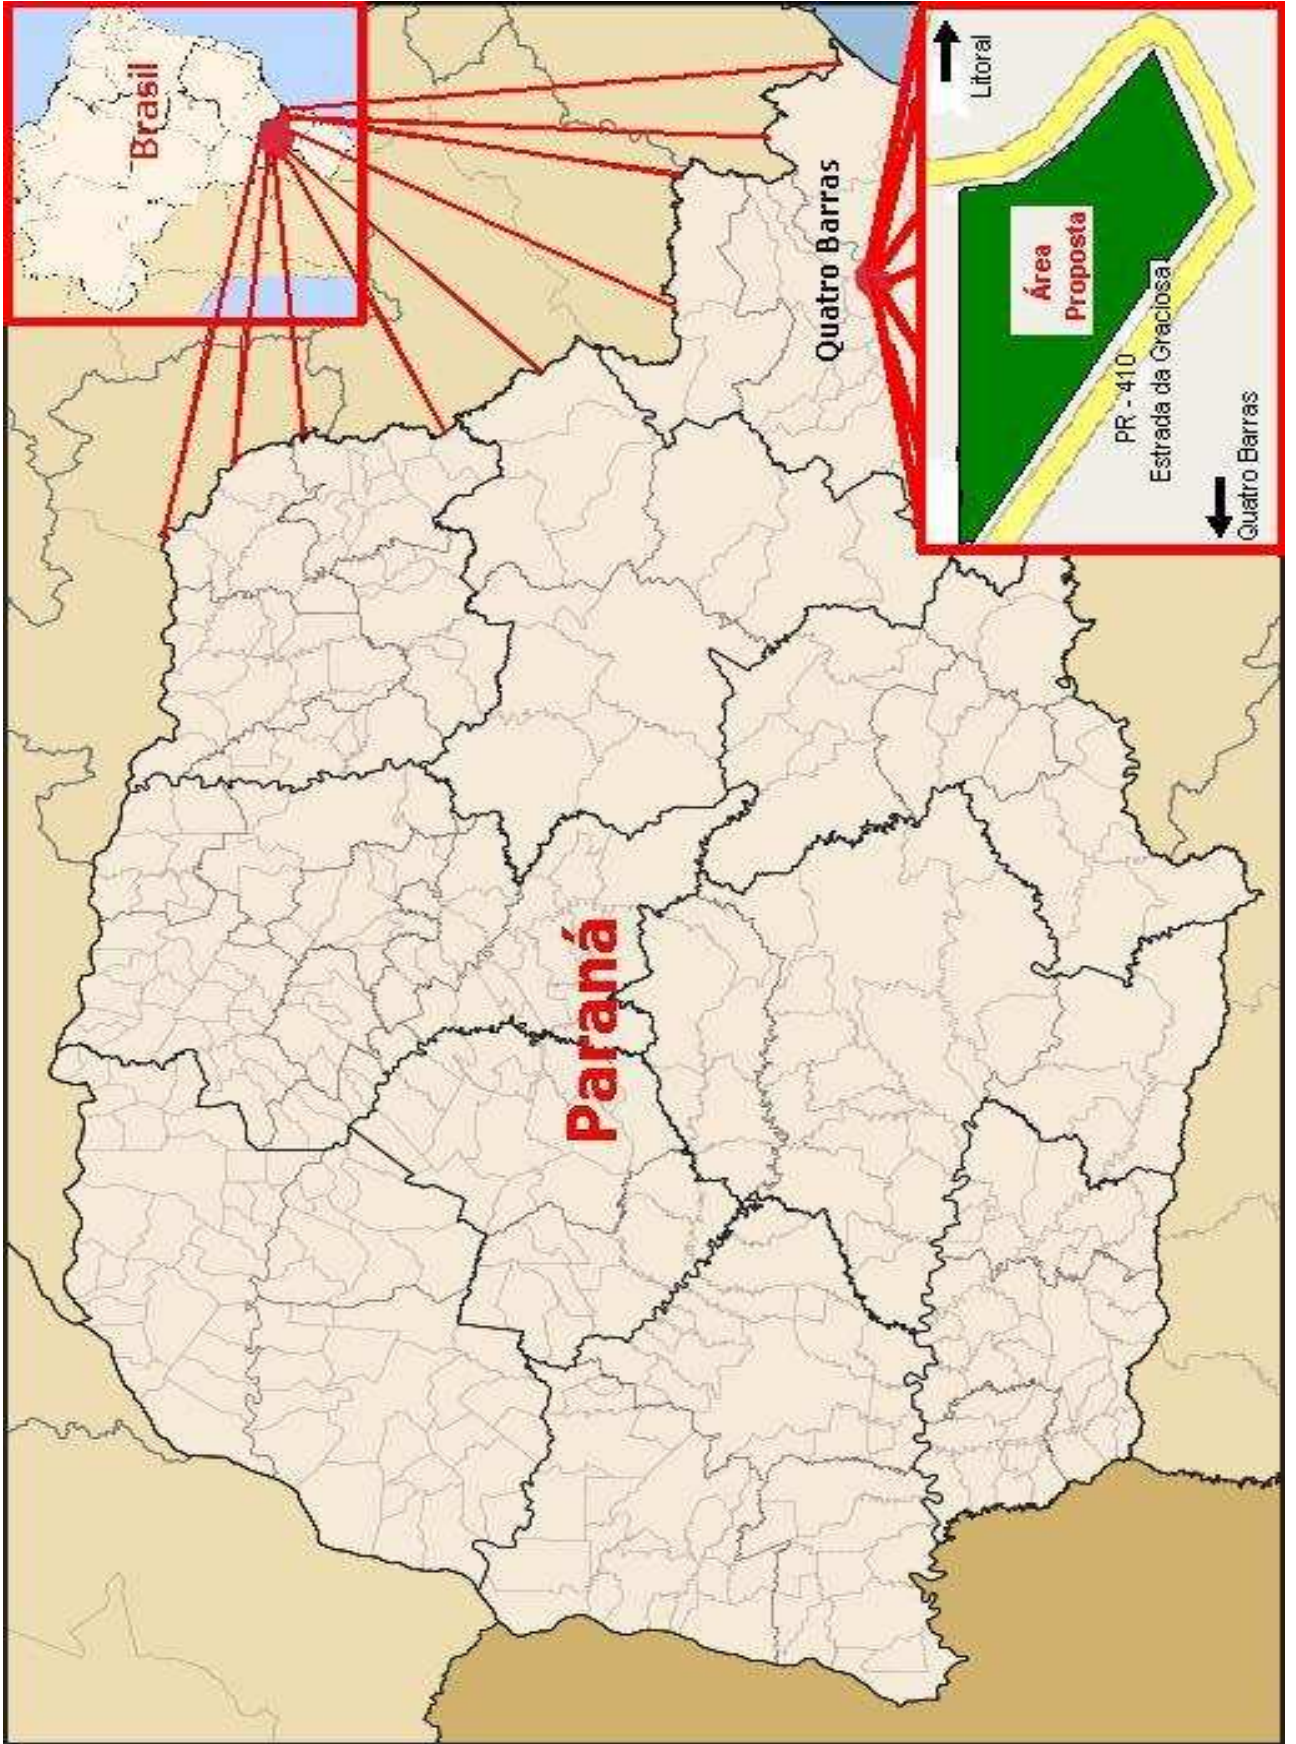 Brasil
Paraná
Quatro Barras
Litoral
Área
Proposta
PR - 410
Estrada da Graciosa
Quatro Barras